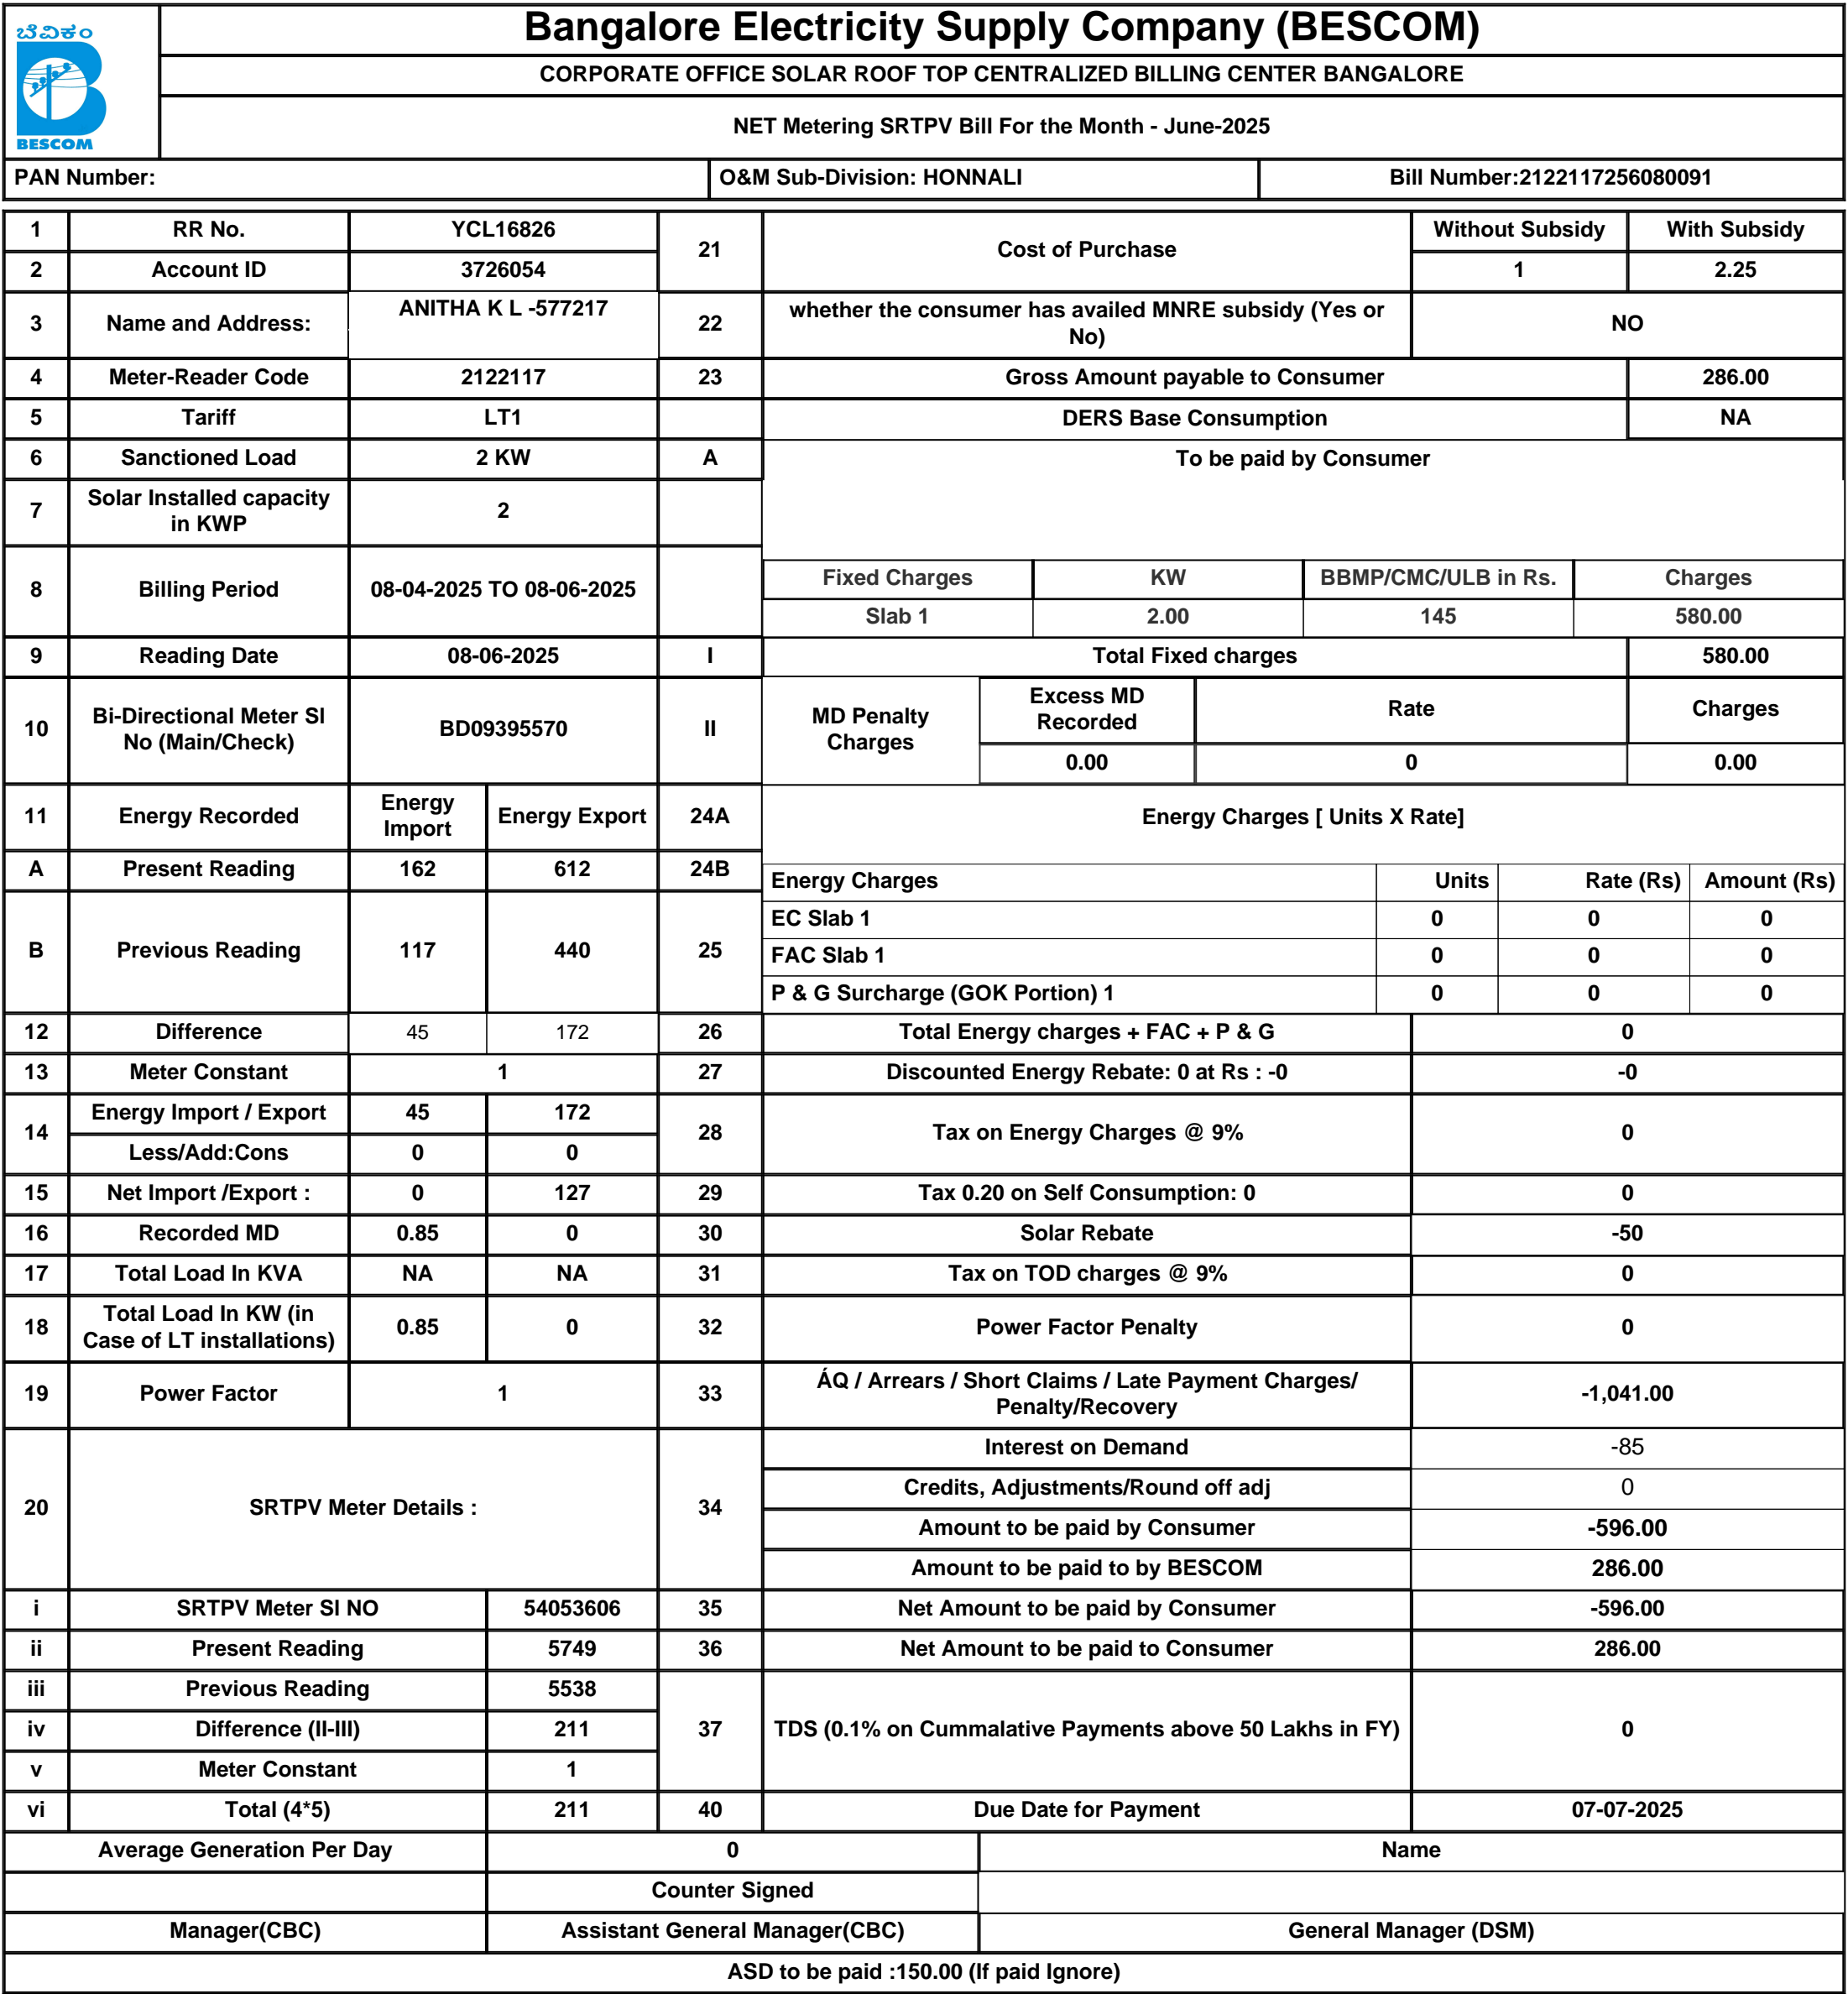 ಬೆವಿಕಂ
BESCOM
Bangalore Electricity Supply Company (BESCOM)
CORPORATE OFFICE SOLAR ROOF TOP CENTRALIZED BILLING CENTER BANGALORE
NET Metering SRTPV Bill For the Month - June-2025
PAN Number: O&M Sub-Division: HONNALI Bill Number:2122117256080091
1 RR No. YCL16826 21 Cost of Purchase Without Subsidy With Subsidy
2 Account ID 3726054 1 2.25
3 Name and Address: ANITHA K L -577217 22 whether the consumer has availed MNRE subsidy (Yes or
No) NO
4 Meter-Reader Code 2122117 23 Gross Amount payable to Consumer 286.00
5 Tariff LT1 DERS Base Consumption NA
6 Sanctioned Load 2 KW A To be paid by Consumer
7 Solar Installed capacity
in KWP 2
8 Billing Period 08-04-2025 TO 08-06-2025
Fixed Charges KW BBMP/CMC/ULB in Rs. Charges
Slab 1 2.00 145 580.00
9 Reading Date 08-06-2025 I Total Fixed charges 580.00
10 Bi-Directional Meter SI
No (Main/Check) BD09395570 II MD Penalty
Charges Excess MD
Recorded Rate Charges
0.00 0 0.00
11 Energy Recorded Energy
Import Energy Export 24A Energy Charges [ Units X Rate]
A Present Reading 162 612 24B
Energy Charges Units Rate (Rs) Amount (Rs)
EC Slab 1 0 0 0
B Previous Reading 117 440 25 FAC Slab 1 0 0 0
P & G Surcharge (GOK Portion) 1 0 0 0
12 Difference 45 172 26 Total Energy charges + FAC + P & G 0
13 Meter Constant 1 27 Discounted Energy Rebate: 0 at Rs : -0 -0
14 Energy Import / Export 45 172 28 Tax on Energy Charges @ 9% 0
Less/Add:Cons 0 0
15 Net Import /Export : 0 127 29 Tax 0.20 on Self Consumption: 0 0
16 Recorded MD 0.85 0 30 Solar Rebate -50
17 Total Load In KVA NA NA 31 Tax on TOD charges @ 9% 0
18 Total Load In KW (in
Case of LT installations) 0.85 0 32 Power Factor Penalty 0
19 Power Factor 1 33 ÁQ / Arrears / Short Claims / Late Payment Charges/
Penalty/Recovery -1,041.00
20 SRTPV Meter Details : 34 Interest on Demand -85
Credits, Adjustments/Round off adj 0
Amount to be paid by Consumer -596.00
Amount to be paid to by BESCOM 286.00
i SRTPV Meter SI NO 54053606 35 Net Amount to be paid by Consumer -596.00
ii Present Reading 5749 36 Net Amount to be paid to Consumer 286.00
iii Previous Reading 5538
iv Difference (II-III) 211 37 TDS (0.1% on Cummalative Payments above 50 Lakhs in FY) 0
v Meter Constant 1
vi Total (4*5) 211 40 Due Date for Payment 07-07-2025
Average Generation Per Day 0 Name
Counter Signed
Manager(CBC) Assistant General Manager(CBC) General Manager (DSM)
ASD to be paid :150.00 (If paid Ignore)